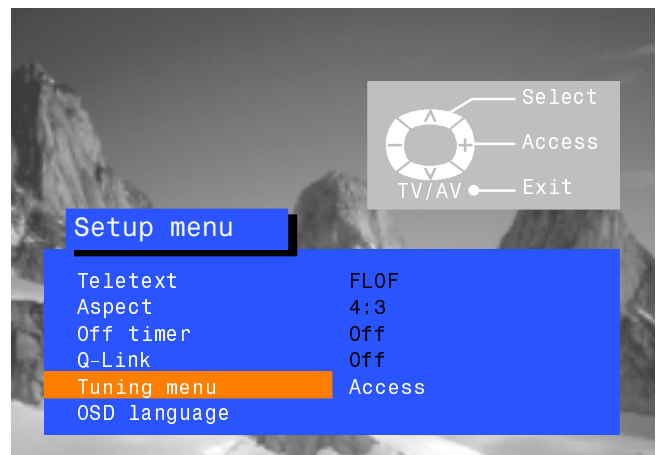 Select
Access
TV/AV Exit
Setup menu
Teletext FLOF
Aspect 4:3
Off timer Off
Q-Link Off
Tuning menu Access
OSD language